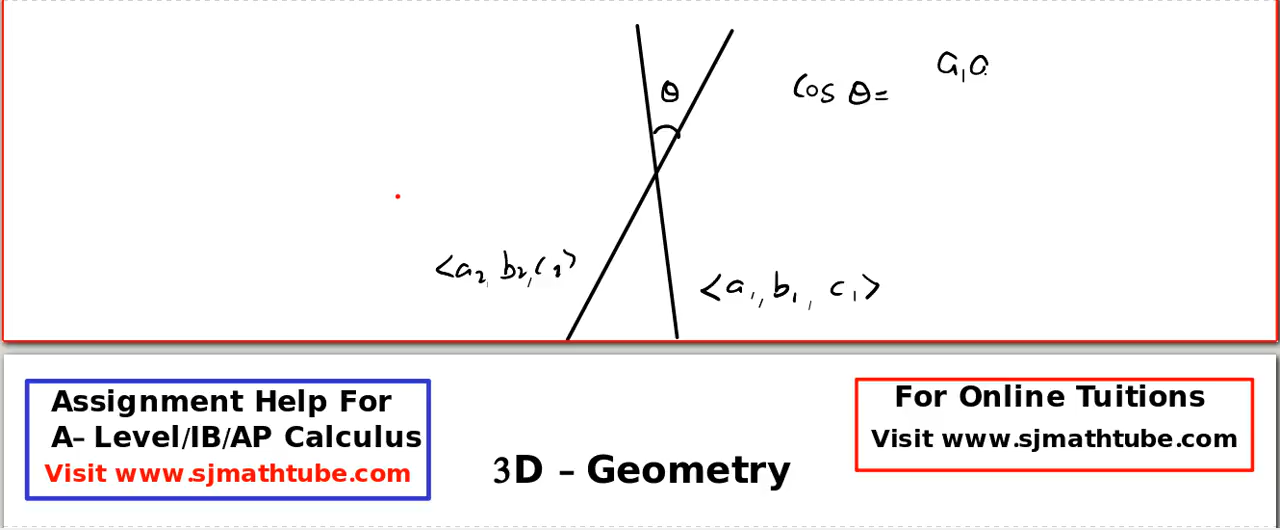 θ
Cos θ=
a₁a
<a₂, b₂, c₂>
<a₁, b₁, c₁>
Assignment Help For
A– Level/IB/AP Calculus
Visit www.sjmathtube.com
3D – Geometry
For Online Tuitions
Visit www.sjmathtube.com